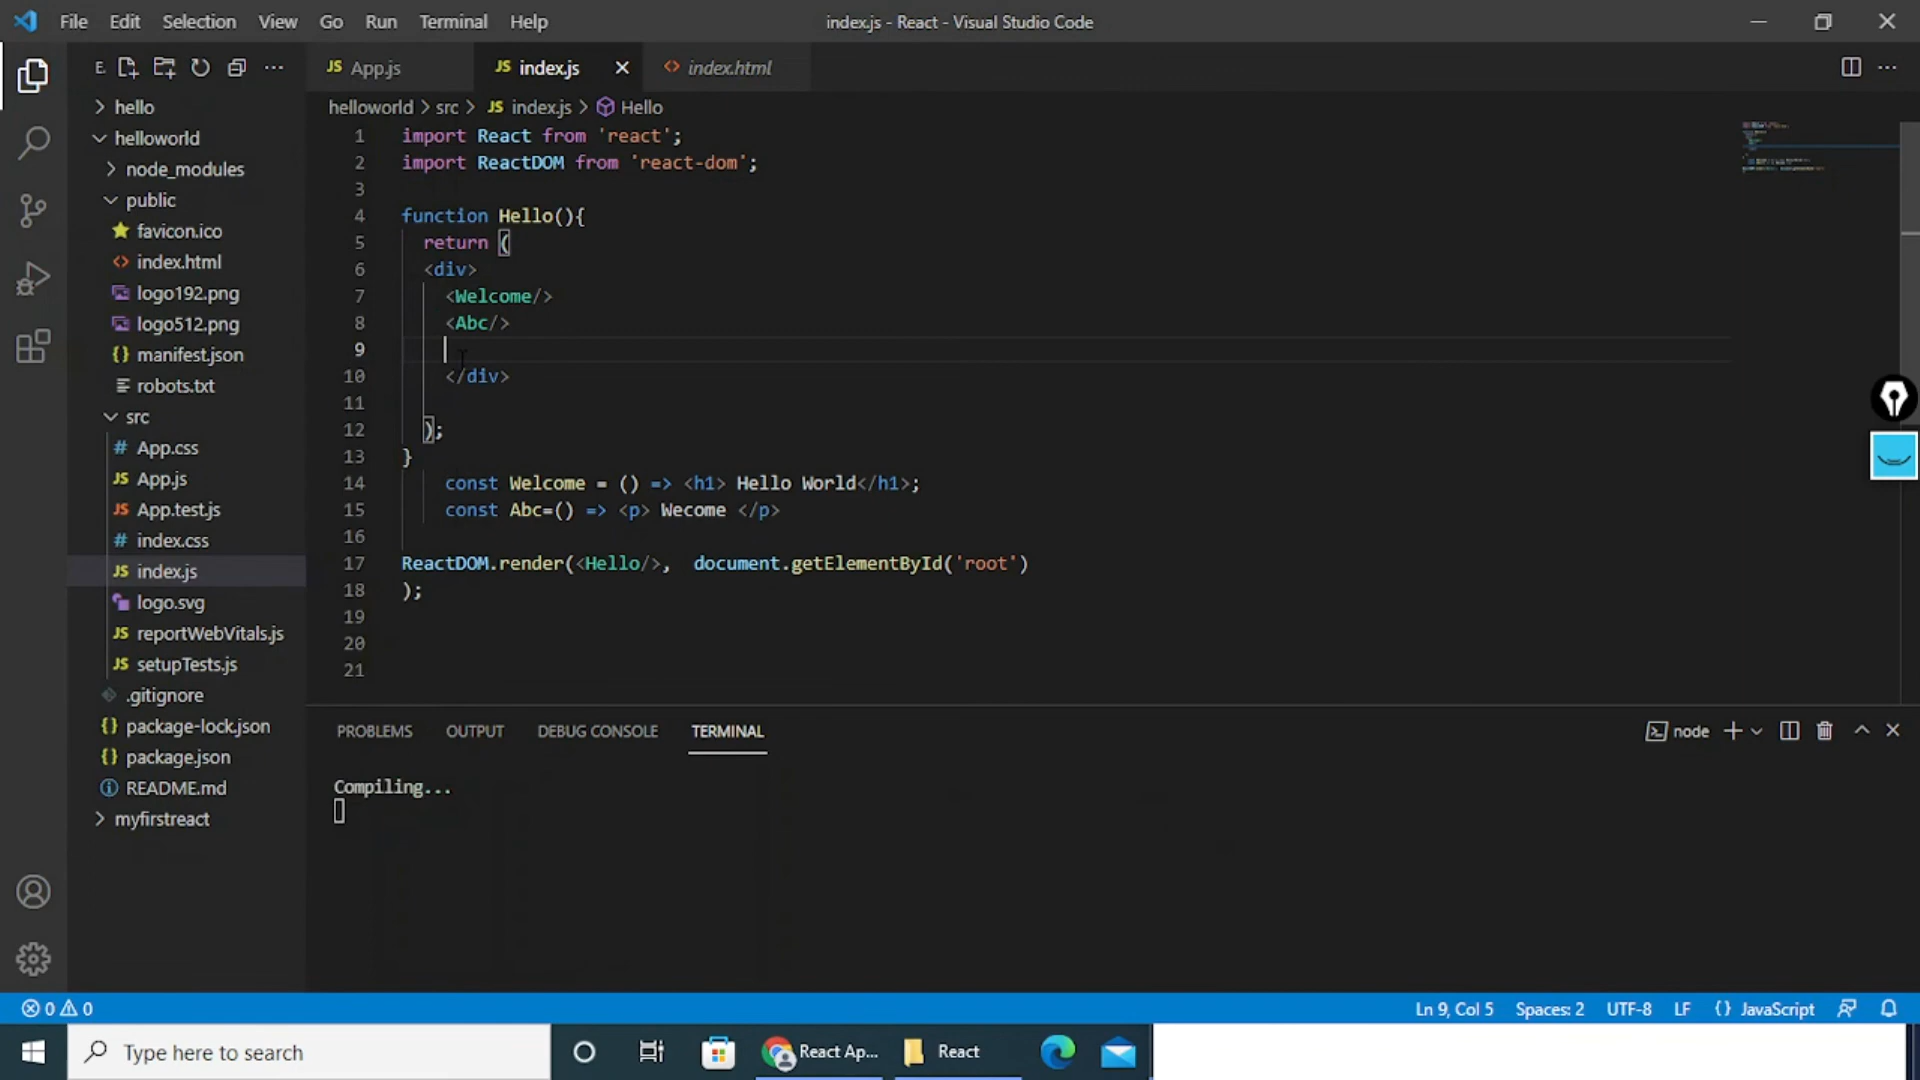 File Edit Selection View Go Run Terminal Help
index.js - React - Visual Studio Code
E
JS App.js
JS index.js
<> index.html
helloworld > src > JS index.js > Hello
hello
helloworld
node_modules
public
favicon.ico
<> index.html
logo192.png
logo512.png
{} manifest.json
robots.txt
src
# App.css
JS App.js
JS App.test.js
# index.css
JS index.js
logo.svg
JS reportWebVitals.js
JS setupTests.js
.gitignore
{} package-lock.json
{} package.json
README.md
myfirstreact
1 import React from 'react';
2 import ReactDOM from 'react-dom';
3
4 function Hello(){
5 return (
6 <div>
7 <Welcome/>
8 <Abc/>
9
10 </div>
11
12 );
13 }
14 const Welcome = () => <h1> Hello World</h1>;
15 const Abc=() => <p> Wecome </p>
16
17 ReactDOM.render(<Hello/>,  document.getElementById('root')
18 );
19
20
21
PROBLEMS OUTPUT DEBUG CONSOLE TERMINAL
node
Compiling...
0 0
Ln 9, Col 5 Spaces: 2 UTF-8 LF {} JavaScript
Type here to search
React Ap...
React